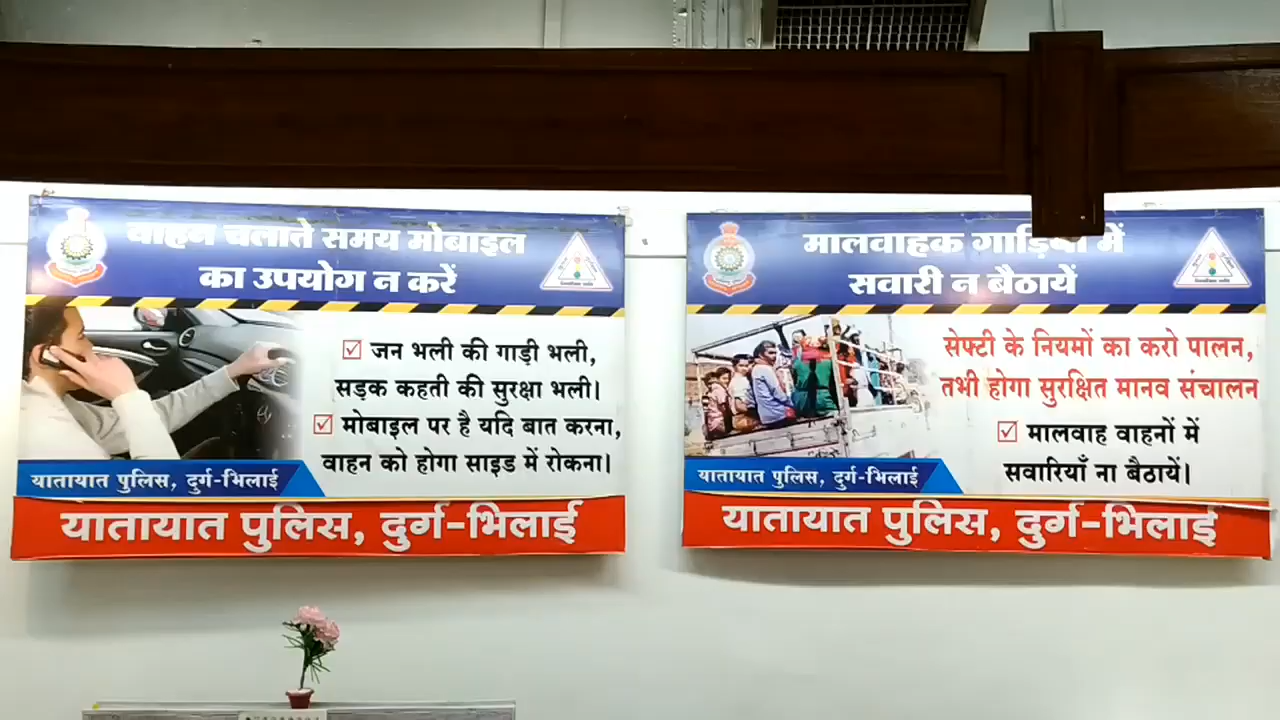 वाहन चलाते समय मोबाइल
का उपयोग न करें
जन भली की गाड़ी भली,
सड़क कहती की सुरक्षा भली।
मोबाइल पर है यदि बात करना,
वाहन को होगा साइड में रोकना।
यातायात पुलिस, दुर्ग-भिलाई
यातायात पुलिस, दुर्ग-भिलाई
मालवाहक गाड़ियों में
सवारी न बैठायें
सेफ्टी के नियमों का करो पालन,
तभी होगा सुरक्षित मानव संचालन
मालवाह वाहनों में
सवारियाँ ना बैठायें।
यातायात पुलिस, दुर्ग-भिलाई
यातायात पुलिस, दुर्ग-भिलाई